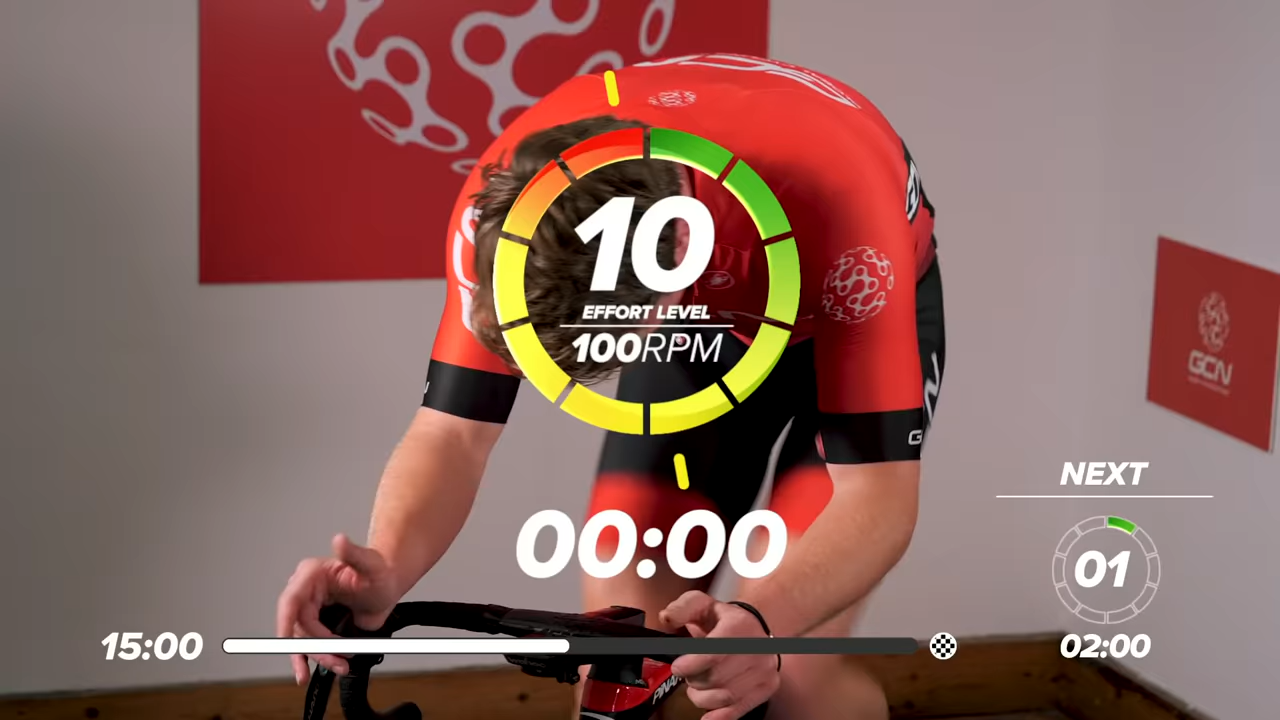 10
EFFORT LEVEL
100RPM
00:00
NEXT
01
02:00
15:00
GCN